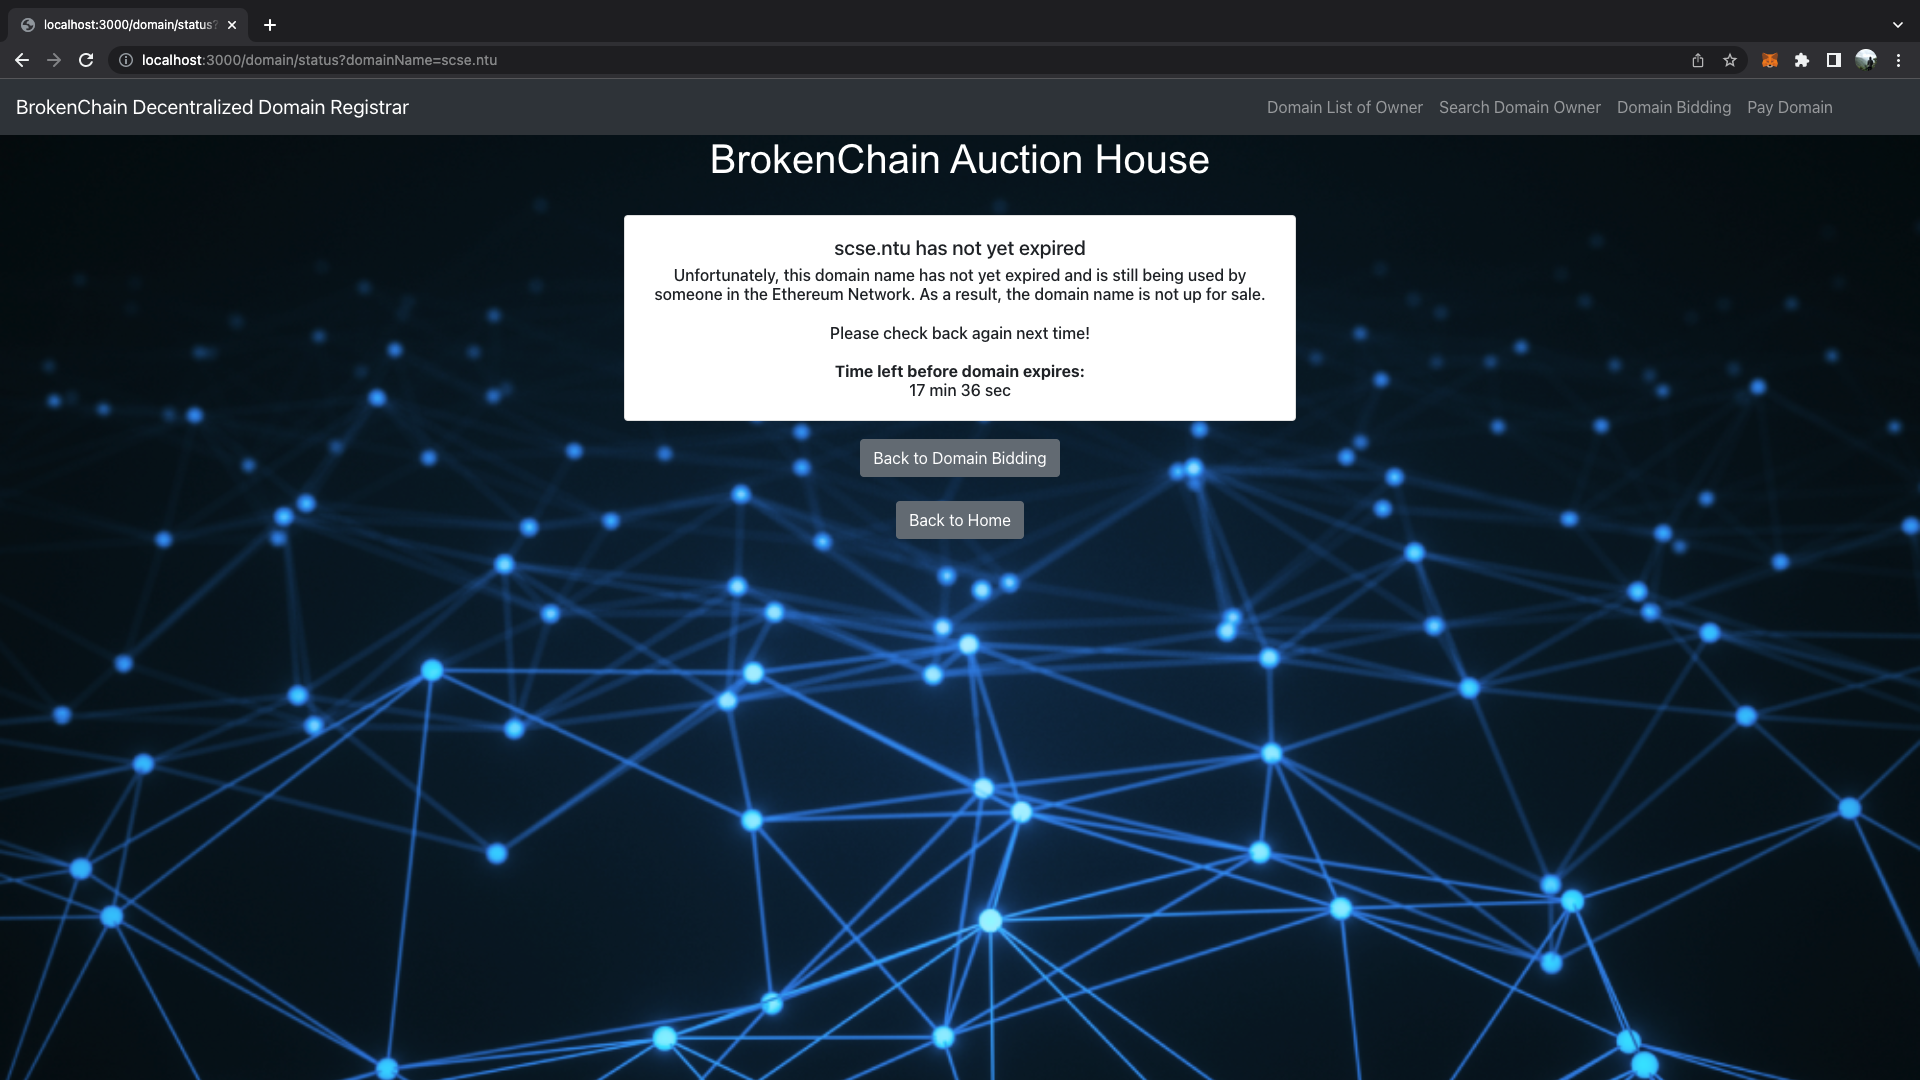 localhost:3000/domain/status?
localhost:3000/domain/status?domainName=scse.ntu
BrokenChain Decentralized Domain Registrar
Domain List of Owner
Search Domain Owner
Domain Bidding
Pay Domain
BrokenChain Auction House
scse.ntu has not yet expired
Unfortunately, this domain name has not yet expired and is still being used by
someone in the Ethereum Network. As a result, the domain name is not up for sale.
Please check back again next time!
Time left before domain expires:
17 min 36 sec
Back to Domain Bidding
Back to Home